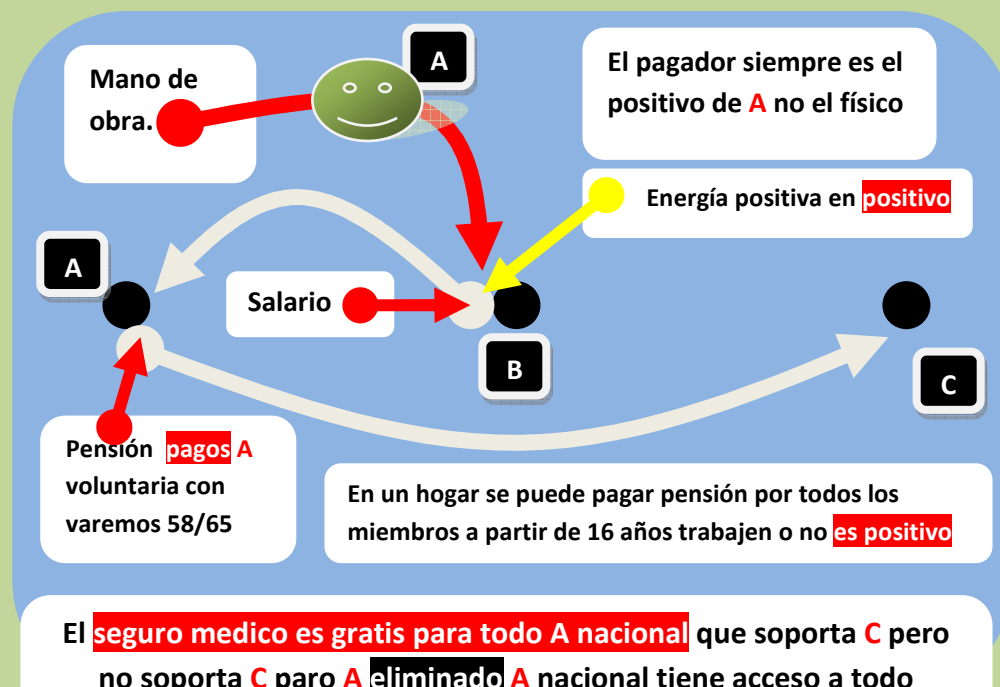 Mano de
obra.
A
El pagador siempre es el
positivo de A no el físico
Energía positiva en positivo
A
Salario
B
C
Pensión pagos A
voluntaria con
varemos 58/65
En un hogar se puede pagar pensión por todos los
miembros a partir de 16 años trabajen o no es positivo
El seguro medico es gratis para todo A nacional que soporta C pero
no soporta C paro A eliminado A nacional tiene acceso a todo